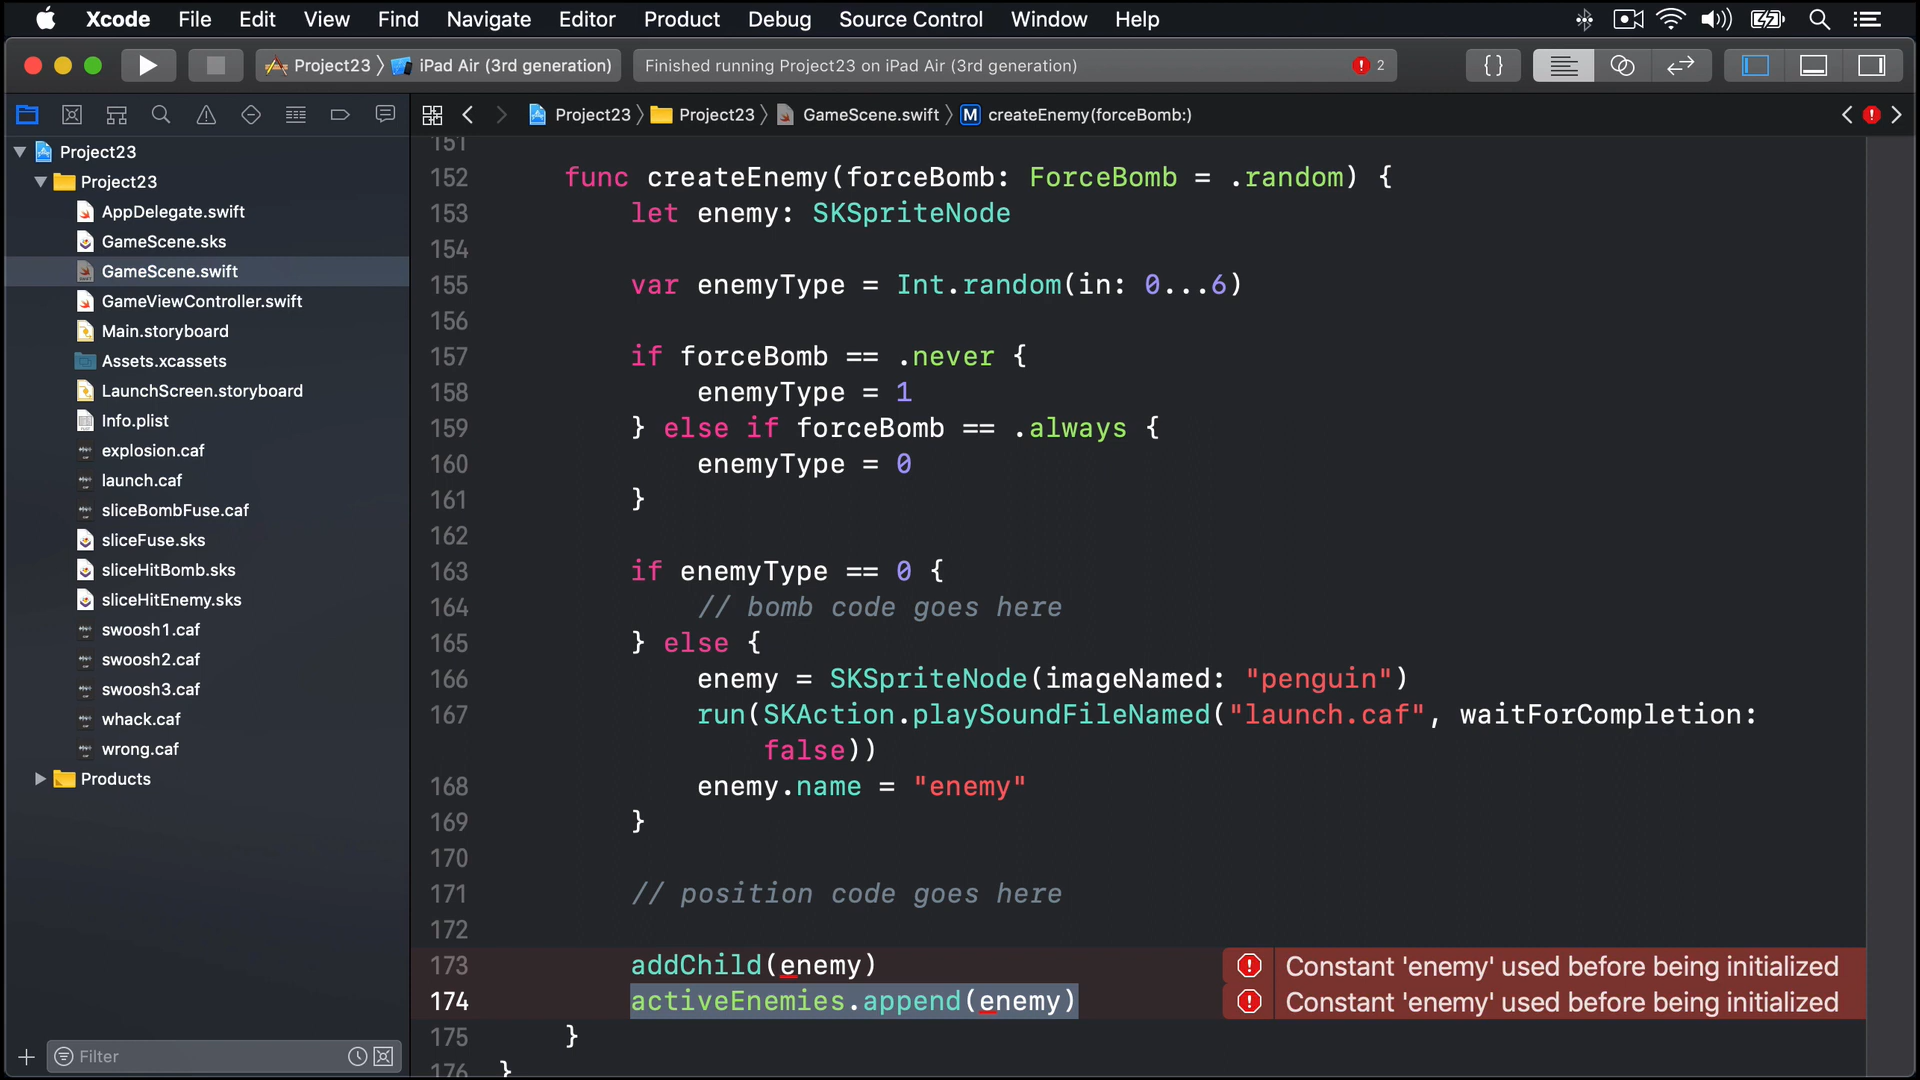 Xcode File Edit View Find Navigate Editor Product Debug Source Control Window Help
Project23 iPad Air (3rd generation)
Finished running Project23 on iPad Air (3rd generation)
2
{}
Project23 Project23 GameScene.swift M createEnemy(forceBomb:)
Project23
Project23
AppDelegate.swift
GameScene.sks
GameScene.swift
GameViewController.swift
Main.storyboard
Assets.xcassets
LaunchScreen.storyboard
Info.plist
explosion.caf
launch.caf
sliceBombFuse.caf
sliceFuse.sks
sliceHitBomb.sks
sliceHitEnemy.sks
swoosh1.caf
swoosh2.caf
swoosh3.caf
whack.caf
wrong.caf
Products
Filter
151
152 func createEnemy(forceBomb: ForceBomb = .random) {
153 let enemy: SKSpriteNode
154
155 var enemyType = Int.random(in: 0...6)
156
157 if forceBomb == .never {
158 enemyType = 1
159 } else if forceBomb == .always {
160 enemyType = 0
161 }
162
163 if enemyType == 0 {
164 // bomb code goes here
165 } else {
166 enemy = SKSpriteNode(imageNamed: "penguin")
167 run(SKAction.playSoundFileNamed("launch.caf", waitForCompletion:
false))
168 enemy.name = "enemy"
169 }
170
171 // position code goes here
172
173 addChild(enemy) Constant 'enemy' used before being initialized
174 activeEnemies.append(enemy) Constant 'enemy' used before being initialized
175 }
176 }